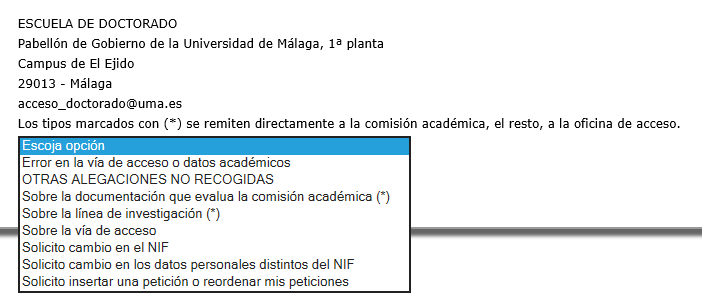 ESCUELA DE DOCTORADO
Pabellón de Gobierno de la Universidad de Málaga, 1ª planta
Campus de El Ejido
29013 - Málaga
acceso_doctorado@uma.es
Los tipos marcados con (*) se remiten directamente a la comisión académica, el resto, a la oficina de acceso.
Escoja opción
Error en la vía de acceso o datos académicos
OTRAS ALEGACIONES NO RECOGIDAS
Sobre la documentación que evalua la comisión académica (*)
Sobre la línea de investigación (*)
Sobre la vía de acceso
Solicito cambio en el NIF
Solicito cambio en los datos personales distintos del NIF
Solicito insertar una petición o reordenar mis peticiones